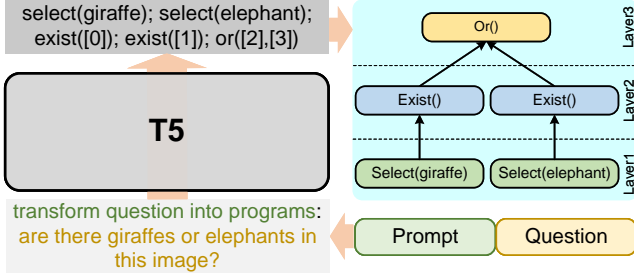 select(giraffe); select(elephant);
exist([0]); exist([1]); or([2],[3])
T5
transform question into programs:
are there giraffes or elephants in
this image?
Or()
Layer3
Exist()
Exist()
Layer2
Select(giraffe)
Select(elephant)
Layer1
Prompt
Question